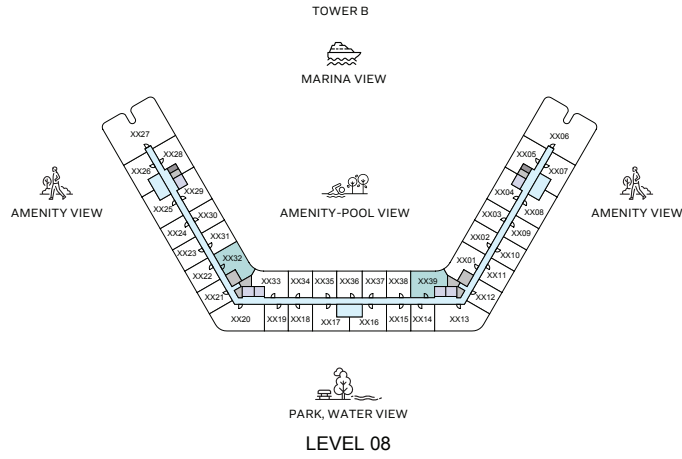 TOWER B
MARINA VIEW
XX27
XX06
XX28
XX05
XX26
XX07
AMENITY VIEW
XX29
AMENITY-POOL VIEW
XX04
AMENITY VIEW
XX25
XX30
XX03
XX08
XX24
XX31
XX02
XX09
XX23
XX32
XX01
XX10
XX22
XX33
XX34
XX35
XX36
XX37
XX38
XX39
XX11
XX21
XX12
XX20
XX19
XX18
XX17
XX16
XX15
XX14
XX13
PARK, WATER VIEW
LEVEL 08